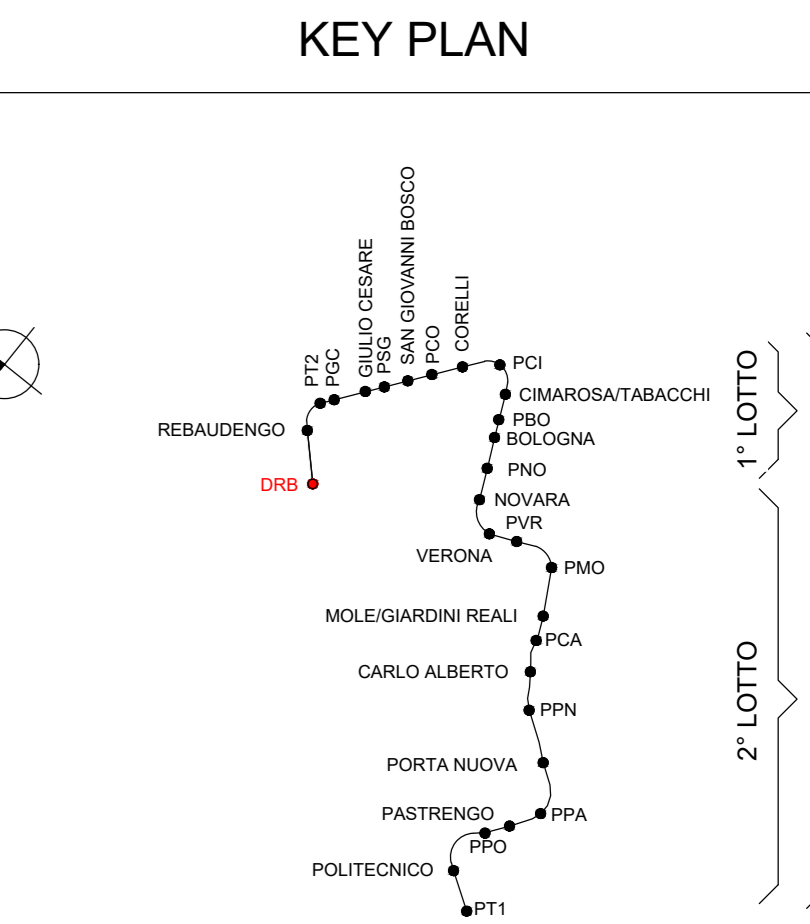 KEY PLAN
PT2
PGC
GIULIO CESARE
PSG
SAN GIOVANNI BOSCO
PCO
CORELLI
PCI
CIMAROSA/TABACCHI
REBAUDENGO
PBO
BOLOGNA
PNO
DRB
NOVARA
PVR
VERONA
PMO
MOLE/GIARDINI REALI
PCA
CARLO ALBERTO
PPN
PORTA NUOVA
PASTRENGO
PPA
PPO
POLITECNICO
PT1
1° LOTTO
2° LOTTO